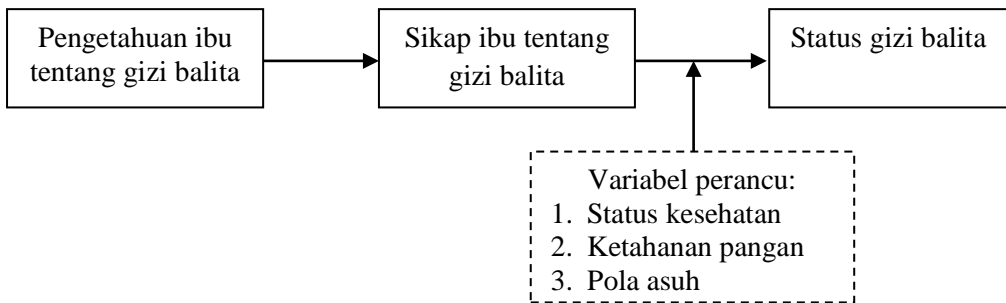 Pengetahuan ibu
tentang gizi balita
Sikap ibu tentang
gizi balita
Status gizi balita
Variabel perancu:
1. Status kesehatan
2. Ketahanan pangan
3. Pola asuh